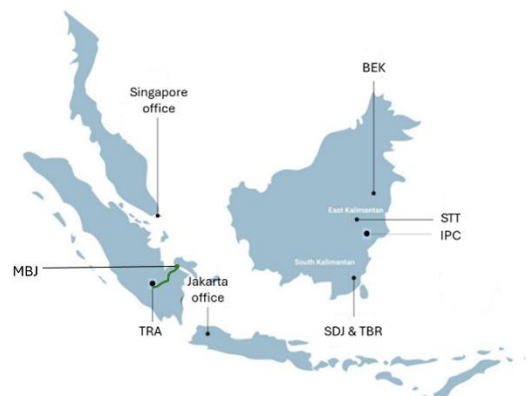 BEK
Singapore
office
East Kalimantan
STT
IPC
South Kalimantan
MBJ
Jakarta
office
TRA
SDJ & TBR